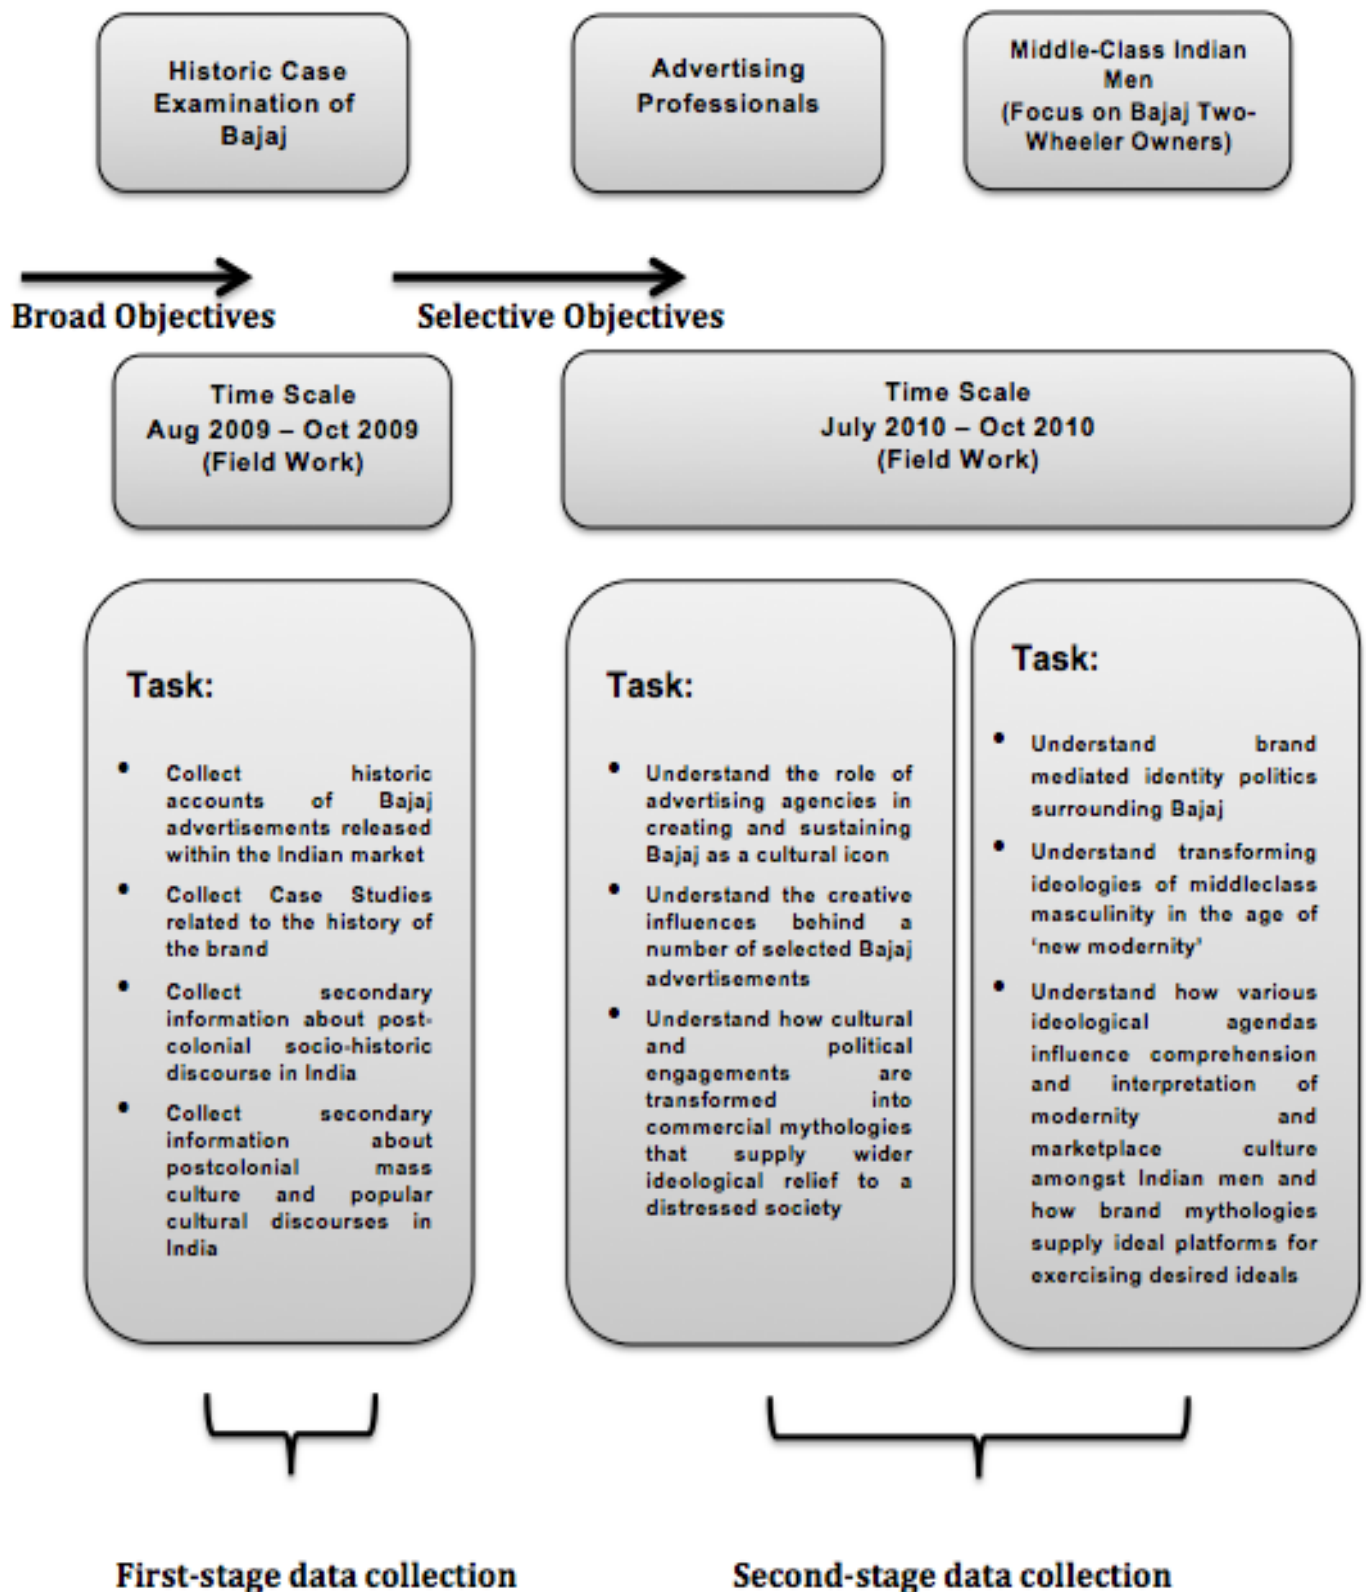 Historic Case
Examination of
Bajaj
Advertising
Professionals
Middle-Class Indian
Men
(Focus on Bajaj Two-
Wheeler Owners)
Broad Objectives
Selective Objectives
Time Scale
Aug 2009 – Oct 2009
(Field Work)
Time Scale
July 2010 – Oct 2010
(Field Work)
Task:
• Collect historic
accounts of Bajaj
advertisements released
within the Indian market
• Collect Case Studies
related to the history of
the brand
• Collect secondary
information about post-
colonial socio-historic
discourse in India
• Collect secondary
information about
postcolonial mass
culture and popular
cultural discourses in
India
Task:
• Understand the role of
advertising agencies in
creating and sustaining
Bajaj as a cultural icon
• Understand the creative
influences behind a
number of selected Bajaj
advertisements
• Understand how cultural
and political
engagements are
transformed into
commercial mythologies
that supply wider
ideological relief to a
distressed society
Task:
• Understand brand
mediated identity politics
surrounding Bajaj
• Understand transforming
ideologies of middleclass
masculinity in the age of
‘new modernity’
• Understand how various
ideological agendas
influence comprehension
and interpretation of
modernity and
marketplace culture
amongst Indian men and
how brand mythologies
supply ideal platforms for
exercising desired ideals
First-stage data collection
Second-stage data collection